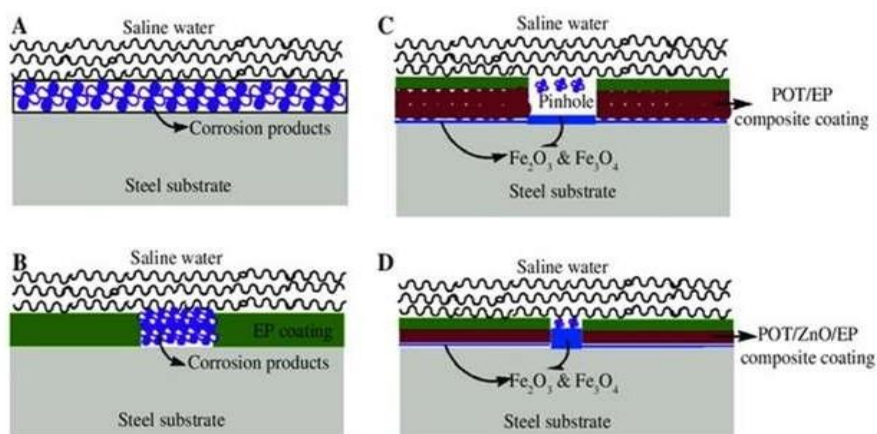 A
Saline water
Corrosion products
Steel substrate
B
Saline water
EP coating
Corrosion products
Steel substrate
C
Saline water
Pinhole
POT/EP
composite coating
Fe₂O₃ & Fe₃O₄
Steel substrate
D
Saline water
POT/ZnO/EP
composite coating
Fe₂O₃ & Fe₃O₄
Steel substrate